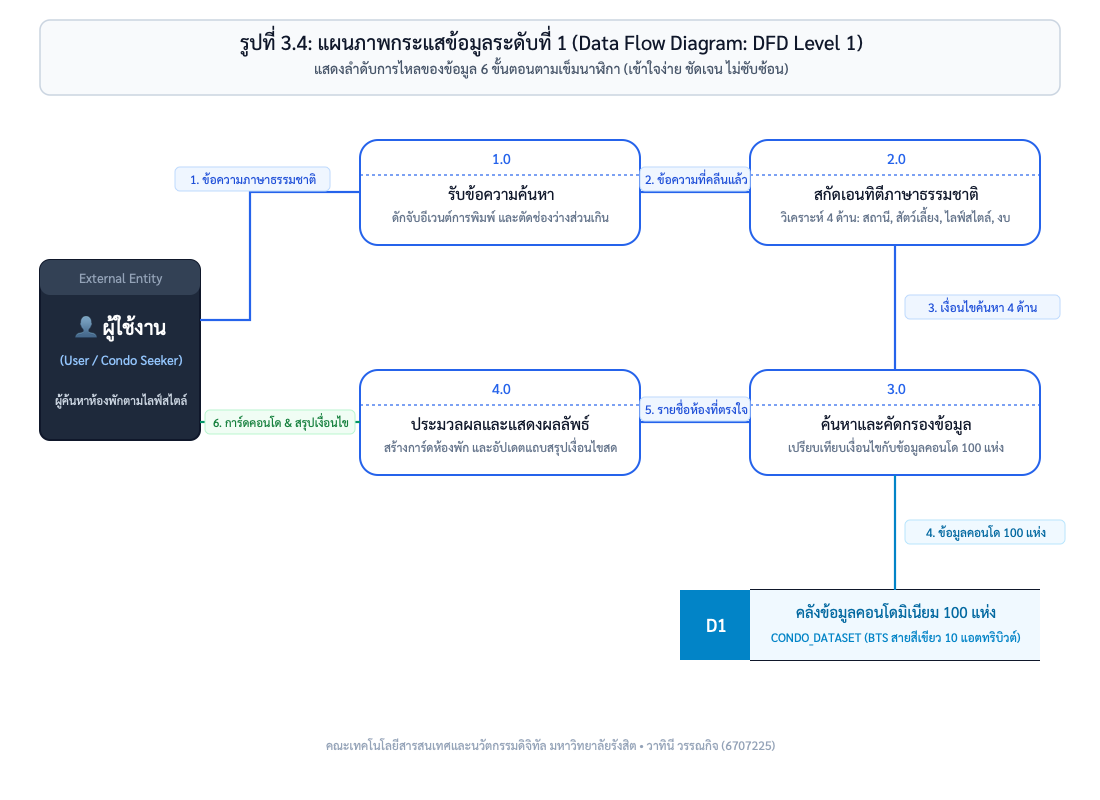 รูปที่ 3.4: แผนภาพกระแสข้อมูลระดับที่ 1 (Data Flow Diagram: DFD Level 1)
แสดงลำดับการไหลของข้อมูล 6 ขั้นตอนตามเข็มนาฬิกา (เข้าใจง่าย ชัดเจน ไม่ซับซ้อน)
1. ข้อความภาษาธรรมชาติ
1.0
รับข้อความค้นหา
ดักจับอีเวนต์การพิมพ์ และตัดช่องว่างส่วนเกิน
2. ข้อความที่คลีนแล้ว
2.0
สกัดเอนทิตีภาษาธรรมชาติ
วิเคราะห์ 4 ด้าน: สถานี, สัตว์เลี้ยง, ไลฟ์สไตล์, งบ
External Entity
ผู้ใช้งาน
(User / Condo Seeker)
ผู้ค้นหาห้องพักตามไลฟ์สไตล์
3. เงื่อนไขค้นหา 4 ด้าน
6. การ์ดคอนโด & สรุปเงื่อนไข
4.0
ประมวลผลและแสดงผลลัพธ์
สร้างการ์ดห้องพัก และอัปเดตแถบสรุปเงื่อนไขสด
5. รายชื่อห้องที่ตรงใจ
3.0
ค้นหาและคัดกรองข้อมูล
เปรียบเทียบเงื่อนไขกับข้อมูลคอนโด 100 แห่ง
4. ข้อมูลคอนโด 100 แห่ง
D1
คลังข้อมูลคอนโดมิเนียม 100 แห่ง
CONDO_DATASET (BTS สายสีเขียว 10 แอตทริบิวต์)
คณะเทคโนโลยีสารสนเทศและนวัตกรรมดิจิทัล มหาวิทยาลัยรังสิต • วาทินี วรรณกิจ (6707225)